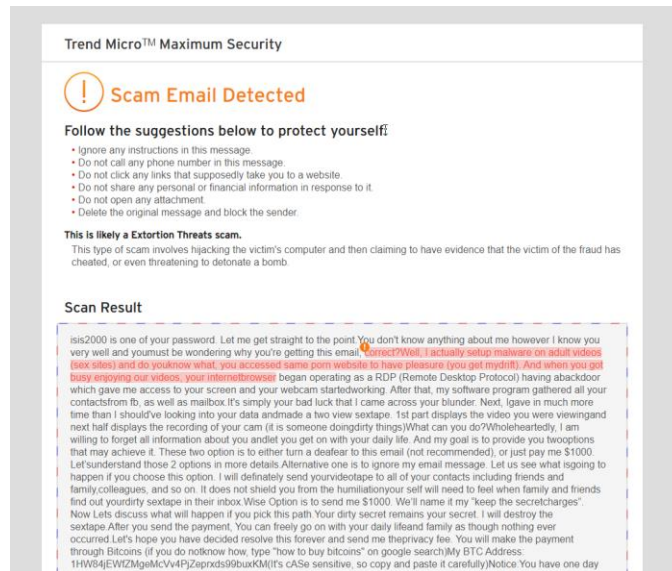 Trend Micro™ Maximum Security
! Scam Email Detected
Follow the suggestions below to protect yourself:
• Ignore any instructions in this message.
• Do not call any phone number in this message.
• Do not click any links that supposedly take you to a website.
• Do not share any personal or financial information in response to it.
• Do not open any attachment.
• Delete the original message and block the sender.
This is likely a Extortion Threats scam.
This type of scam involves hijacking the victim's computer and then claiming to have evidence that the victim of the fraud has
cheated, or even threatening to detonate a bomb.
Scan Result
isis2000 is one of your password. Let me get straight to the point.You don't know anything about me however I know you
very well and youmust be wondering why you're getting this email, correct?Well, I actually setup malware on adult videos
(sex sites) and do youknow what, you accessed same porn website to have pleasure (you get mydrift). And when you got
busy enjoying our videos, your internetbrowser began operating as a RDP (Remote Desktop Protocol) having abackdoor
which gave me access to your screen and your webcam startedworking. After that, my software program gathered all your
contactsfrom fb, as well as mailbox.It's simply your bad luck that I came across your blunder. Next, Igave in much more
time than I should've looking into your data andmade a two view sextape. 1st part displays the video you were viewingand
next half displays the recording of your cam (it is someone doingdirty things)What can you do?Wholeheartedly, I am
willing to forget all information about you andlet you get on with your daily life. And my goal is to provide you twooptions
that may achieve it. These two option is to either turn a deafear to this email (not recommended), or just pay me $1000.
Let'sunderstand those 2 options in more details.Alternative one is to ignore my email message. Let us see what isgoing to
happen if you choose this option. I will definately send yourvideotape to all of your contacts including friends and
family,colleagues, and so on. It does not shield you from the humiliationyour self will need to feel when family and friends
find out yourdirty sextape in their inbox.Wise Option is to send me $1000. We'll name it my "keep the secretcharges".
Now Lets discuss what will happen if you pick this path.Your dirty secret remains your secret. I will destroy the
sextape.After you send the payment, You can freely go on with your daily lifeand family as though nothing ever
occurred.Let's hope you have decided resolve this forever and send me theprivacy fee. You will make the payment
through Bitcoins (if you do notknow how, type "how to buy bitcoins" on google search)My BTC Address:
1HW84jEWfZMgeMcVv4PjZeprxds99buxKM(It's cASe sensitive, so copy and paste it carefully)Notice:You have one day